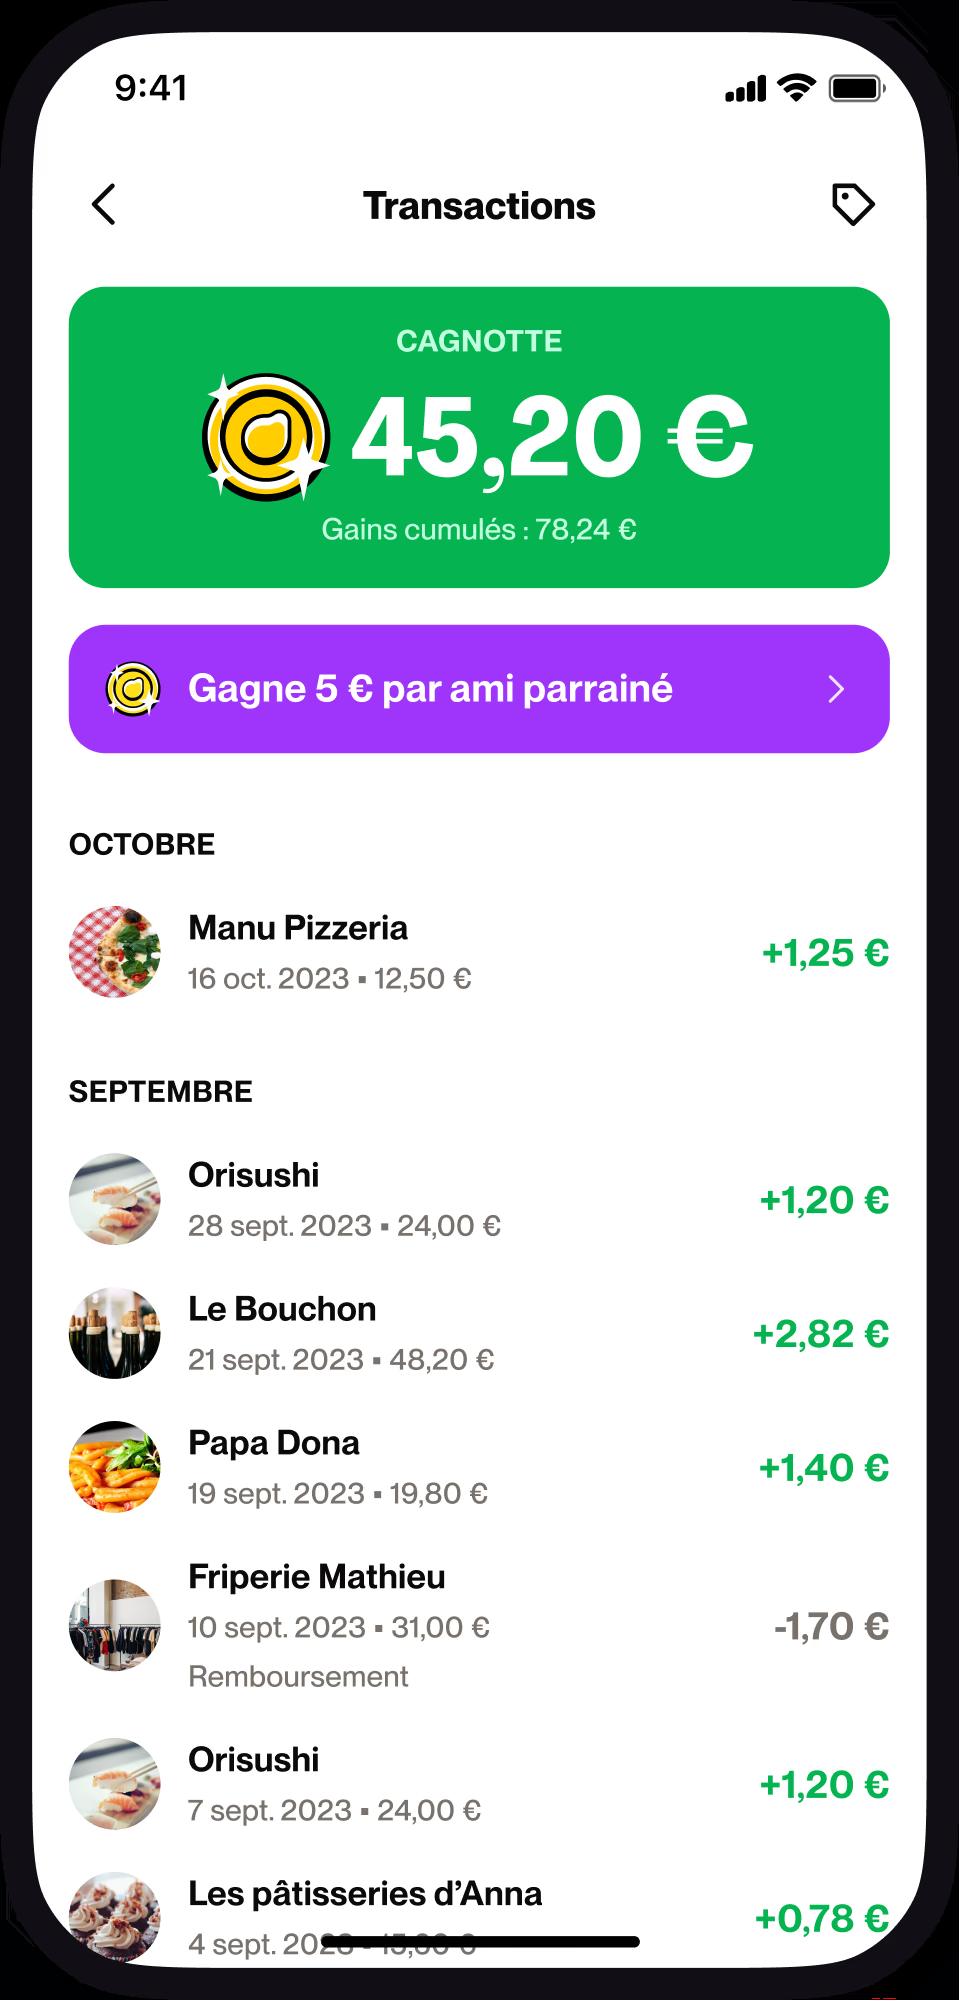 9:41
Transactions
CAGNOTTE
45,20 €
Gains cumulés : 78,24 €
Gagne 5 € par ami parrainé
OCTOBRE
Manu Pizzeria
16 oct. 2023 ▪ 12,50 €
+1,25 €
SEPTEMBRE
Orisushi
28 sept. 2023 ▪ 24,00 €
+1,20 €
Le Bouchon
21 sept. 2023 ▪ 48,20 €
+2,82 €
Papa Dona
19 sept. 2023 ▪ 19,80 €
+1,40 €
Friperie Mathieu
10 sept. 2023 ▪ 31,00 €
Remboursement
-1,70 €
Orisushi
7 sept. 2023 ▪ 24,00 €
+1,20 €
Les pâtisseries d’Anna
4 sept. 2023
+0,78 €